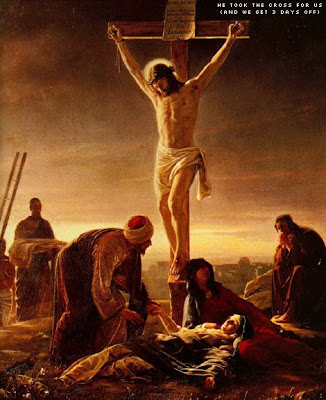 HE TOOK THE CROSS FOR US
(AND WE GET 3 DAYS OFF)